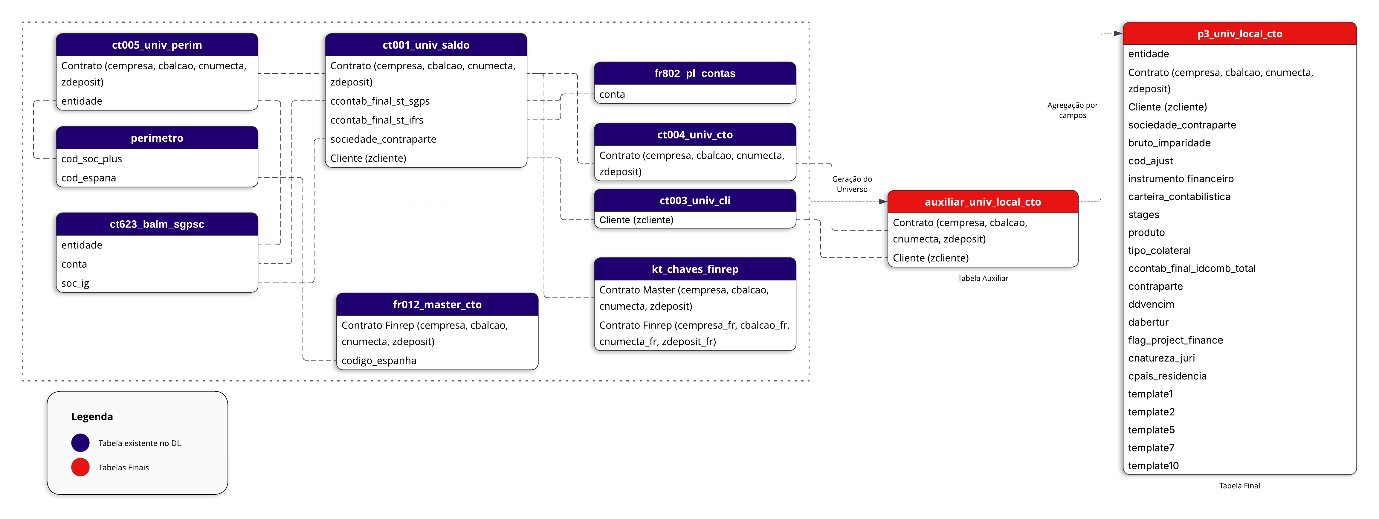 ct005_univ_perim
Contrato (cempresa, cbalcao, cnumecta,
zdeposit)
entidade
perimetro
cod_soc_plus
cod_espana
ct623_balm_sgpsc
entidade
conta
soc_ig
ct001_univ_saldo
Contrato (cempresa, cbalcao, cnumecta,
zdeposit)
ccontab_final_st_sgps
ccontab_final_st_ifrs
sociedade_contraparte
Cliente (zcliente)
fr012_master_cto
Contrato Finrep (cempresa, cbalcao,
cnumecta, zdeposit)
codigo_espanha
fr802_pl_contas
conta
ct004_univ_cto
Contrato (cempresa, cbalcao, cnumecta,
zdeposit)
ct003_univ_cli
Cliente (zcliente)
kt_chaves_finrep
Contrato Master (cempresa, cbalcao,
cnumecta, zdeposit)
Contrato Finrep (cempresa_fr, cbalcao_fr,
cnumecta_fr, zdeposit_fr)
Geração do
Universo
auxiliar_univ_local_cto
Contrato (cempresa, cbalcao,
cnumecta, zdeposit)
Cliente (zcliente)
Tabela Auxiliar
Agregação por
campos
p3_univ_local_cto
entidade
Contrato (cempresa, cbalcao, cnumecta,
zdeposit)
Cliente (zcliente)
sociedade_contraparte
bruto_imparidade
cod_ajust
instrumento financeiro
carteira_contabilistica
stages
produto
tipo_colateral
ccontab_final_idcomb_total
contraparte
ddvencim
dabertur
flag_project_finance
cnatureza_juri
cpais_residencia
template1
template2
template5
template7
template10
Tabela Final
Legenda
Tabela existente no DL
Tabelas Finais